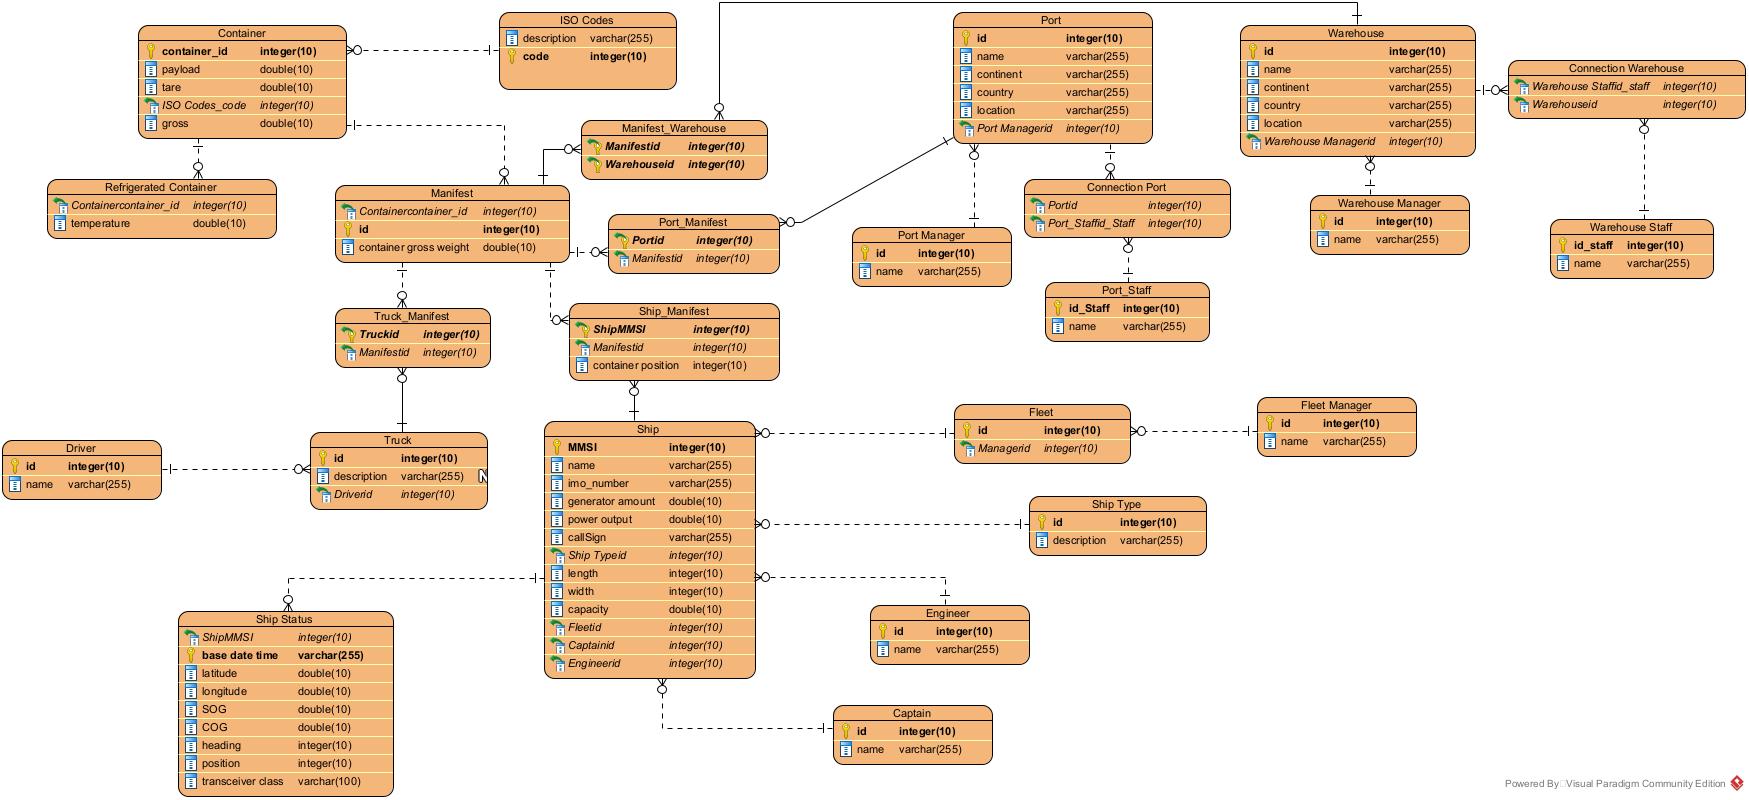 Container
container_id integer(10)
payload double(10)
tare double(10)
ISO Codes_code integer(10)
gross double(10)
ISO Codes
description varchar(255)
code integer(10)
Port
id integer(10)
name varchar(255)
continent varchar(255)
country varchar(255)
location varchar(255)
Port Managerid integer(10)
Warehouse
id integer(10)
name varchar(255)
continent varchar(255)
country varchar(255)
location varchar(255)
Warehouse Managerid integer(10)
Connection Warehouse
Warehouse Staffid_staff integer(10)
Warehouseid integer(10)
Manifest_Warehouse
Manifestid integer(10)
Warehouseid integer(10)
Refrigerated Container
Containercontainer_id integer(10)
temperature double(10)
Manifest
Containercontainer_id integer(10)
id integer(10)
container gross weight double(10)
Port_Manifest
Portid integer(10)
Manifestid integer(10)
Port Manager
id integer(10)
name varchar(255)
Connection Port
Portid integer(10)
Port_Staffid_Staff integer(10)
Warehouse Manager
id integer(10)
name varchar(255)
Warehouse Staff
id_staff integer(10)
name varchar(255)
Port_Staff
id_Staff integer(10)
name varchar(255)
Truck_Manifest
Truckid integer(10)
Manifestid integer(10)
Ship_Manifest
ShipMMSI integer(10)
Manifestid integer(10)
container position integer(10)
Driver
id integer(10)
name varchar(255)
Truck
id integer(10)
description varchar(255) N
Driverid integer(10)
Ship
MMSI integer(10)
name varchar(255)
imo_number varchar(255)
generator amount double(10)
power output double(10)
callSign varchar(255)
Ship Typeid integer(10)
length integer(10)
width integer(10)
capacity double(10)
Fleetid integer(10)
Captainid integer(10)
Engineerid integer(10)
Fleet
id integer(10)
Managerid integer(10)
Fleet Manager
id integer(10)
name varchar(255)
Ship Type
id integer(10)
description varchar(255)
Engineer
id integer(10)
name varchar(255)
Ship Status
ShipMMSI integer(10)
base date time varchar(255)
latitude double(10)
longitude double(10)
SOG double(10)
COG double(10)
heading integer(10)
position integer(10)
transceiver class varchar(100)
Captain
id integer(10)
name varchar(255)
Powered By Visual Paradigm Community Edition